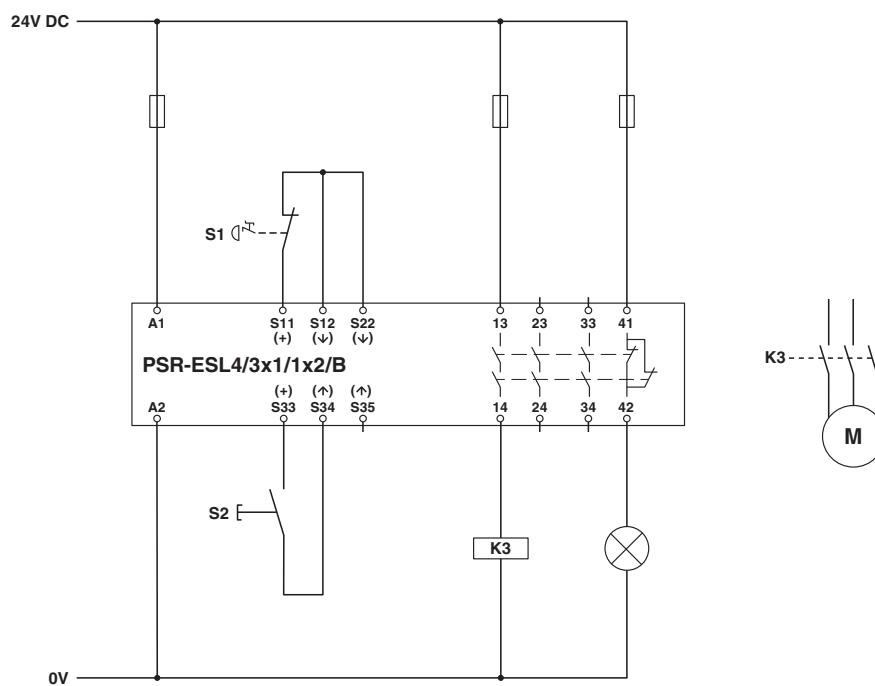 24V DC
S1
A1 S11 S12 S22 13 23 33 41
(+) (↓) (↓)
PSR-ESL4/3x1/1x2/B
(+) (↑) (↑)
A2 S33 S34 S35 14 24 34 42
K3
M
S2
K3
0V